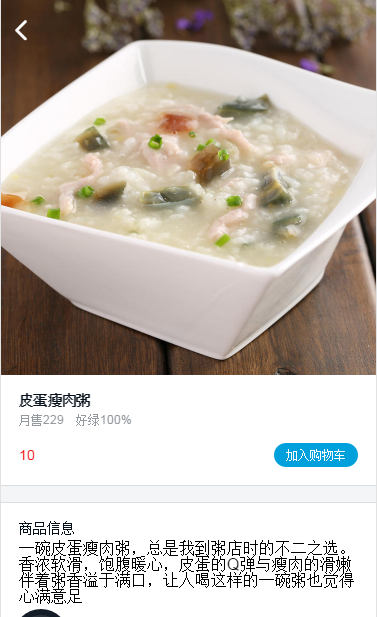 皮蛋瘦肉粥
月售229 好绿100%
10
加入购物车
商品信息
一碗皮蛋瘦肉粥，总是我到粥店时的不二之选。
香浓软滑，饱腹暖心，皮蛋的Q弹与瘦肉的滑嫩
伴着粥香溢于满口，让人喝这样的一碗粥也觉得
心满意足